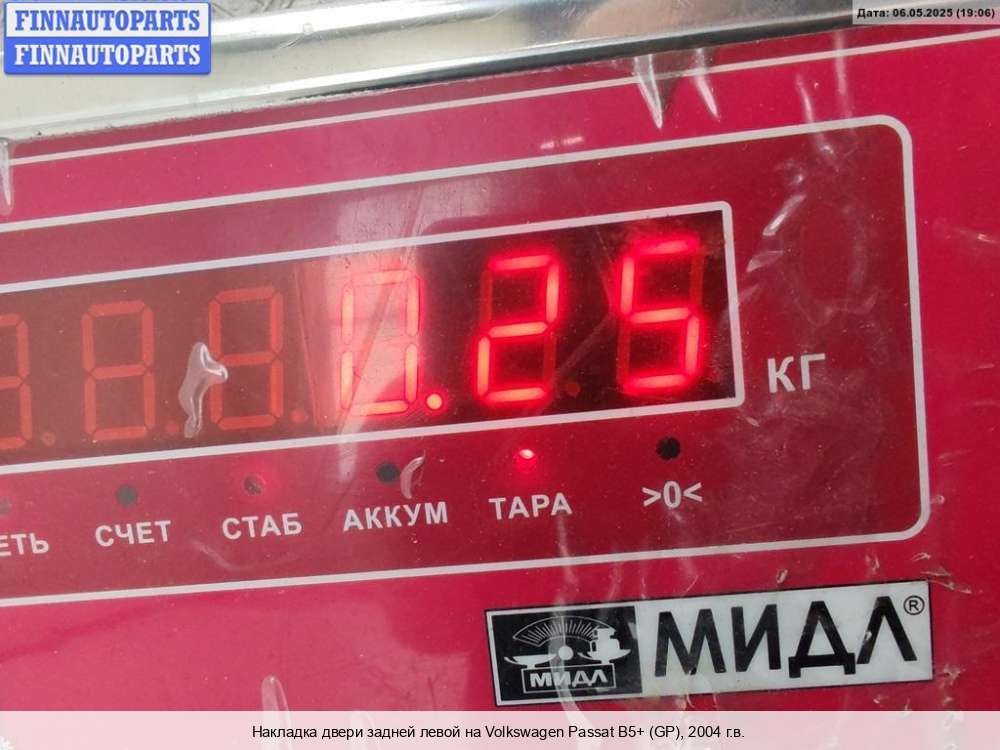 FINNAUTOPARTS
FINNAUTOPARTS
Дата: 06.05.2025 (19:06)
0.25
КГ
ЕТЬ СЧЕТ СТАБ АККУМ ТАРА >0<
МИДЛ МИДЛ®
Накладка двери задней левой на Volkswagen Passat B5+ (GP), 2004 г.в.